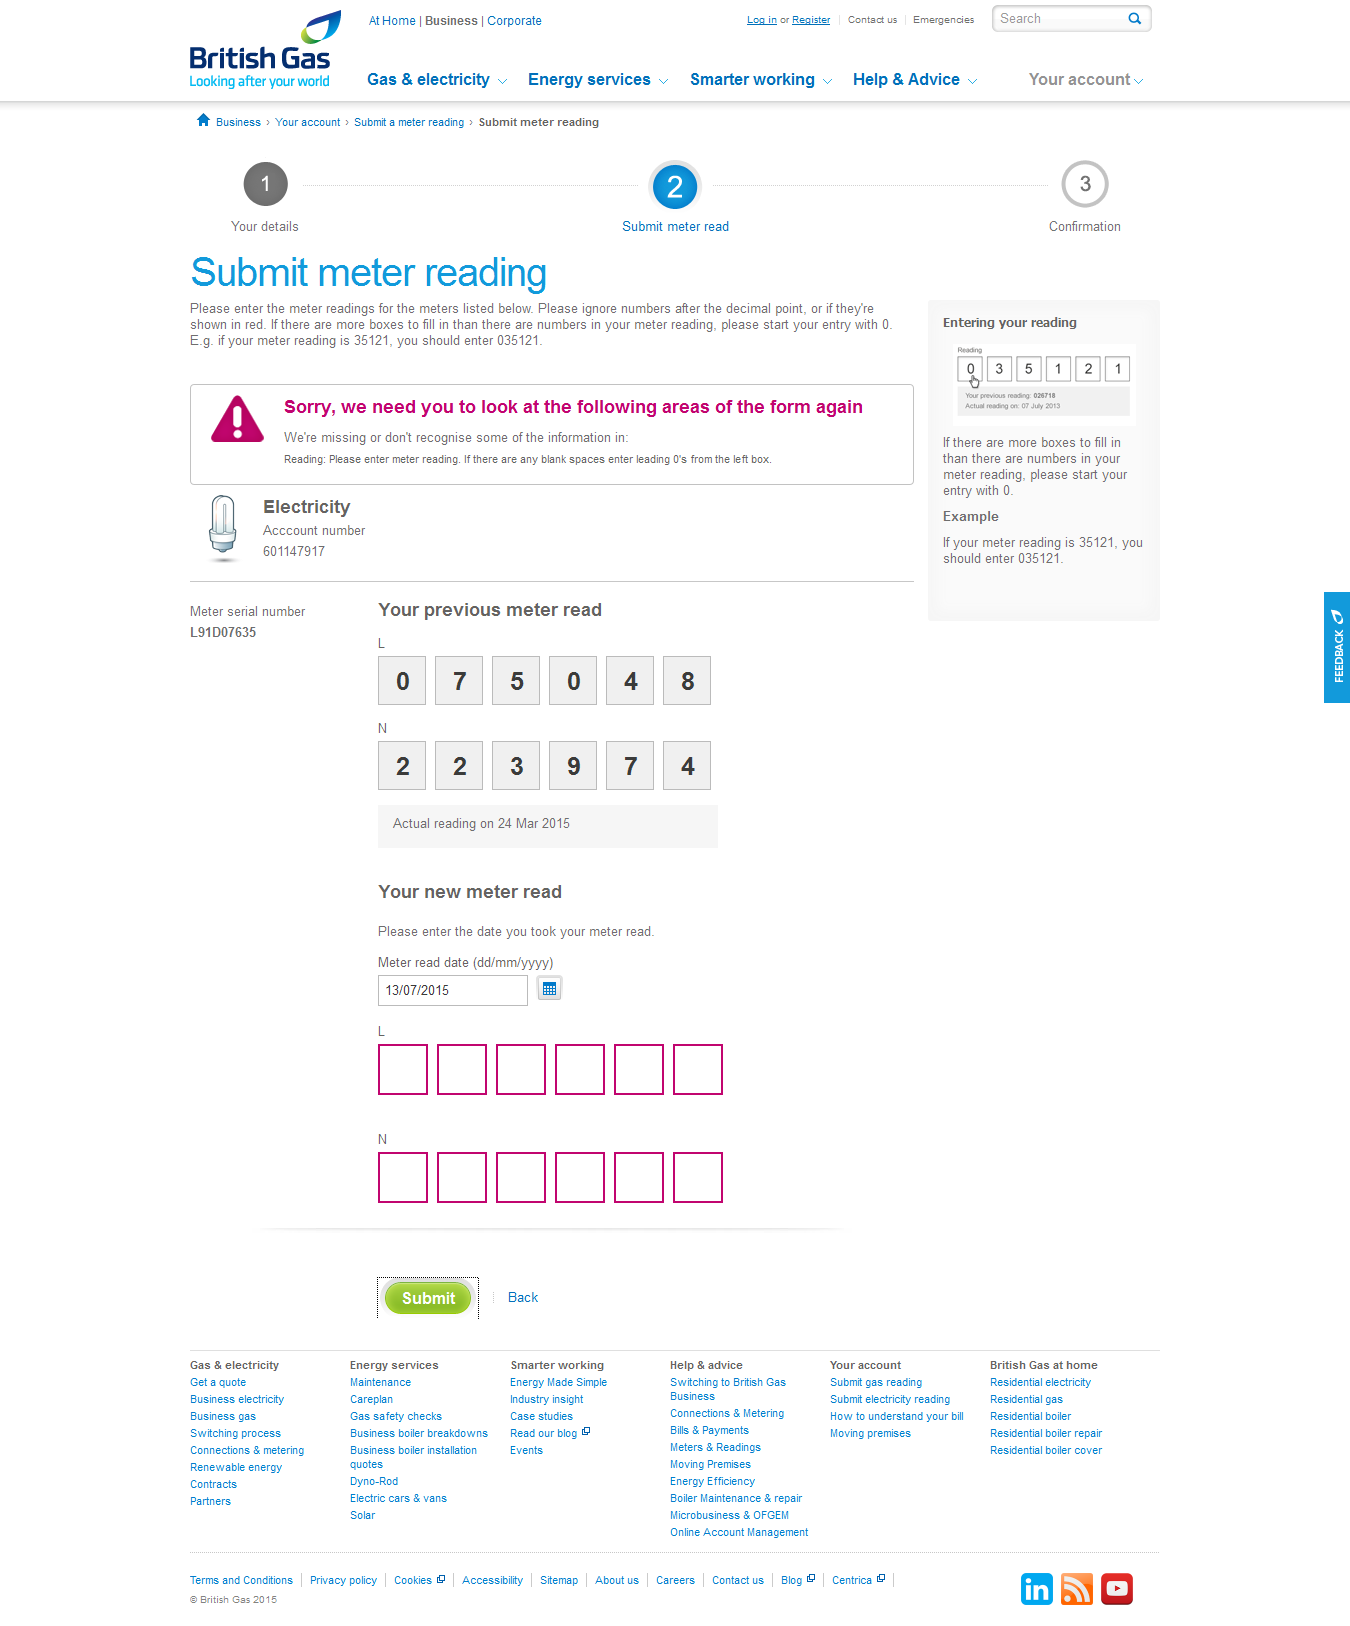 At Home | Business | Corporate
Log in or Register
Contact us
Emergencies
Search
British Gas
Looking after your world
Gas & electricity
Energy services
Smarter working
Help & Advice
Your account
Business › Your account › Submit a meter reading › Submit meter reading
1
2
3
Your details
Submit meter read
Confirmation
Submit meter reading
Please enter the meter readings for the meters listed below. Please ignore numbers after the decimal point, or if they're
shown in red. If there are more boxes to fill in than there are numbers in your meter reading, please start your entry with 0.
E.g. if your meter reading is 35121, you should enter 035121.
Sorry, we need you to look at the following areas of the form again
We're missing or don't recognise some of the information in:
Reading: Please enter meter reading. If there are any blank spaces enter leading 0's from the left box.
Electricity
Acccount number
601147917
Entering your reading
Reading
0 3 5 1 2 1
Your previous reading: 026718
Actual reading on: 07 July 2013
If there are more boxes to fill in
than there are numbers in your
meter reading, please start your
entry with 0.
Example
If your meter reading is 35121, you
should enter 035121.
FEEDBACK
Meter serial number
L91D07635
Your previous meter read
L
0 7 5 0 4 8
N
2 2 3 9 7 4
Actual reading on 24 Mar 2015
Your new meter read
Please enter the date you took your meter read.
Meter read date (dd/mm/yyyy)
13/07/2015
L
N
Submit
Back
Gas & electricity
Get a quote
Business electricity
Business gas
Switching process
Connections & metering
Renewable energy
Contracts
Partners
Energy services
Maintenance
Careplan
Gas safety checks
Business boiler breakdowns
Business boiler installation
quotes
Dyno-Rod
Electric cars & vans
Solar
Smarter working
Energy Made Simple
Industry insight
Case studies
Read our blog
Events
Help & advice
Switching to British Gas
Business
Connections & Metering
Bills & Payments
Meters & Readings
Moving Premises
Energy Efficiency
Boiler Maintenance & repair
Microbusiness & OFGEM
Online Account Management
Your account
Submit gas reading
Submit electricity reading
How to understand your bill
Moving premises
British Gas at home
Residential electricity
Residential gas
Residential boiler
Residential boiler repair
Residential boiler cover
Terms and Conditions
Privacy policy
Cookies
Accessibility
Sitemap
About us
Careers
Contact us
Blog
Centrica
© British Gas 2015
in